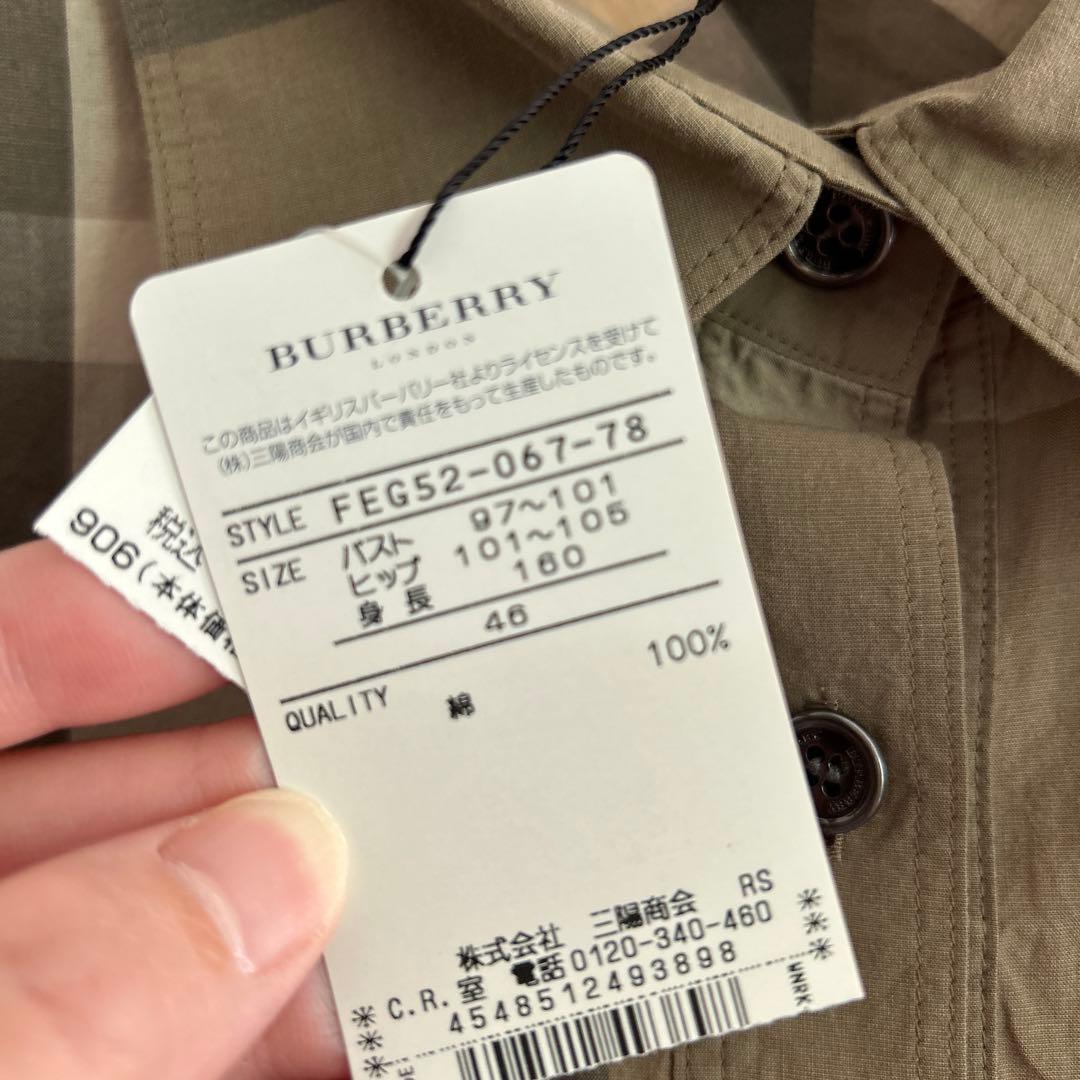 BURBERRY
LONDON
この商品はイギリスバーバリー社よりライセンスを受けて
(株)三陽商会が国内で責任をもって生産したものです。
STYLE FEG52-067-78
SIZE バスト 97～101
ヒップ 101～105
身長 160
46
QUALITY 綿 100%
株式会社 三陽商会 RS
C.R.室 電話0120-340-460
4548512493898
***
***
税込
906(本体価